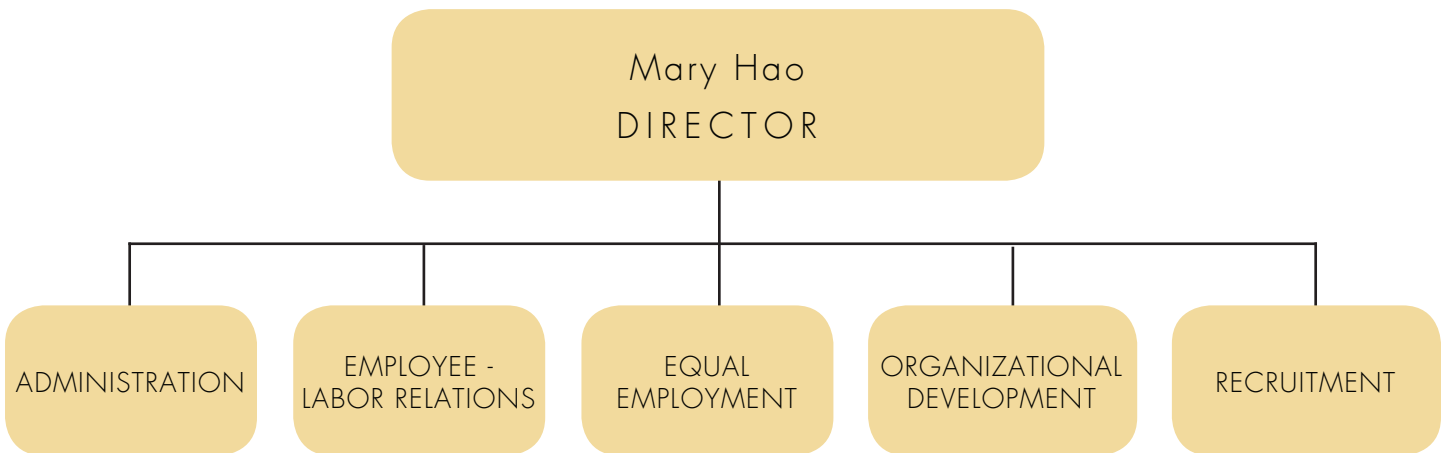 Mary Hao
DIRECTOR
ADMINISTRATION
EMPLOYEE -
LABOR RELATIONS
EQUAL
EMPLOYMENT
ORGANIZATIONAL
DEVELOPMENT
RECRUITMENT